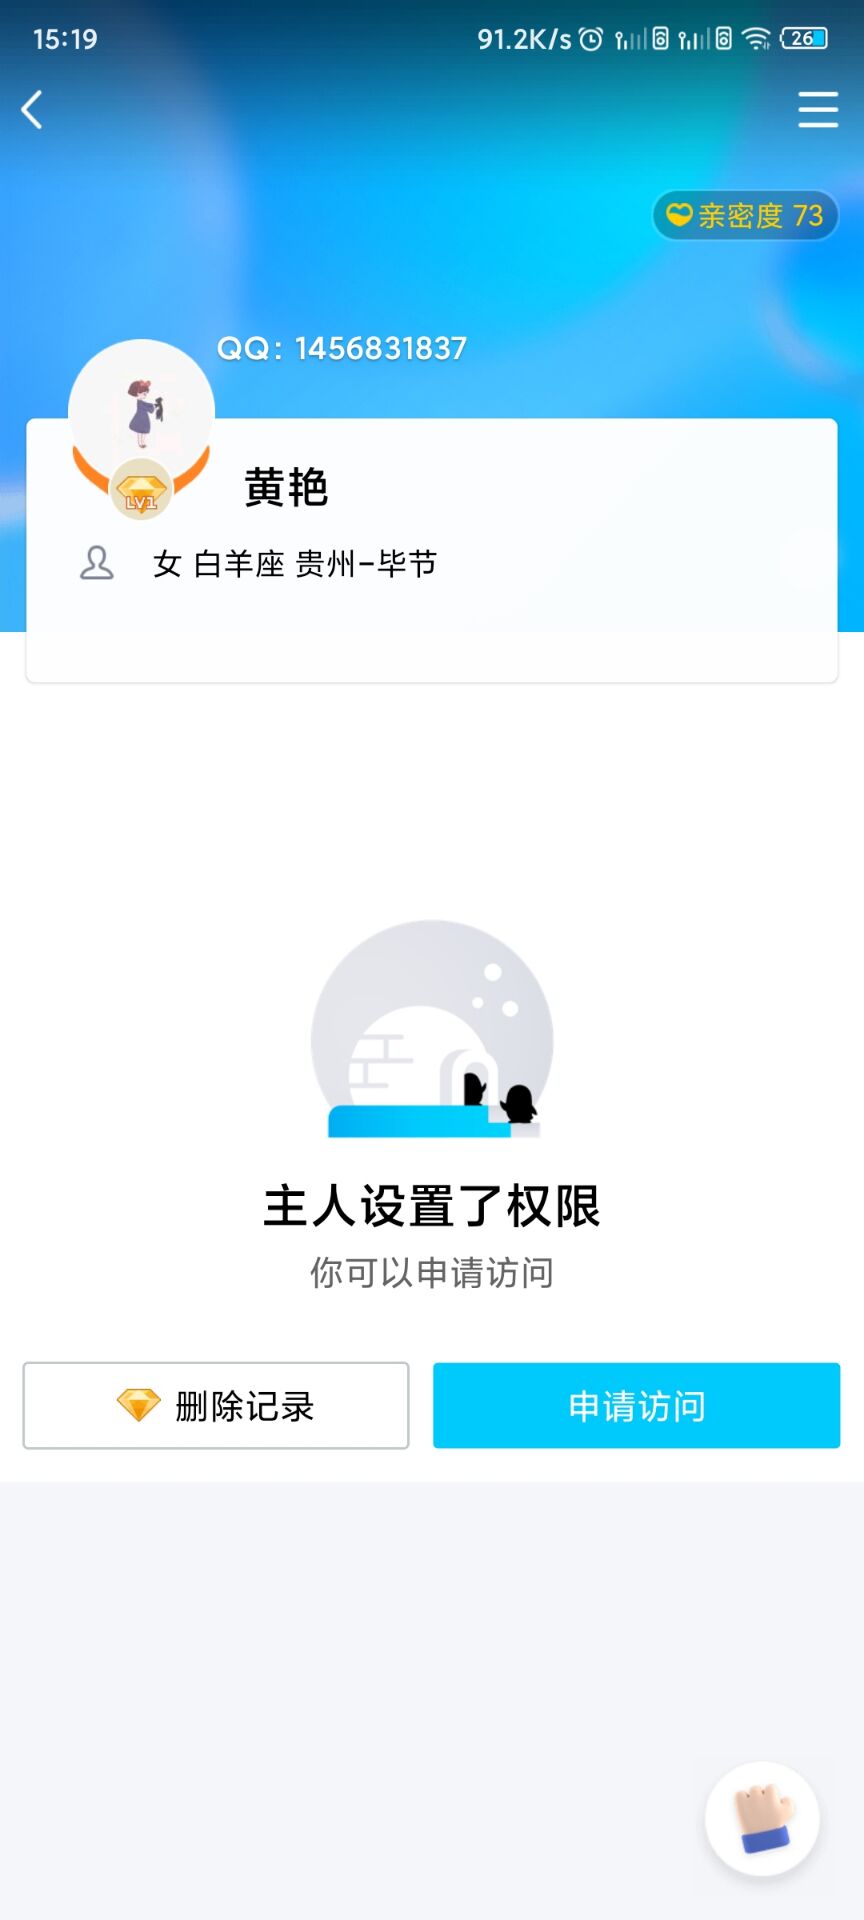 15:19
91.2K/s
26
亲密度 73
QQ: 1456831837
LV1
黄艳
女 白羊座 贵州-毕节
主人设置了权限
你可以申请访问
删除记录
申请访问